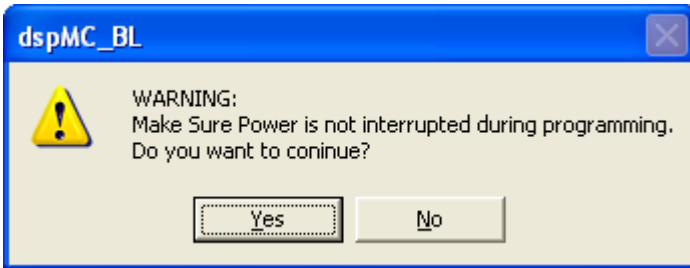 dspMC_BL
WARNING:
Make Sure Power is not interrupted during programming.
Do you want to coninue?
Yes No